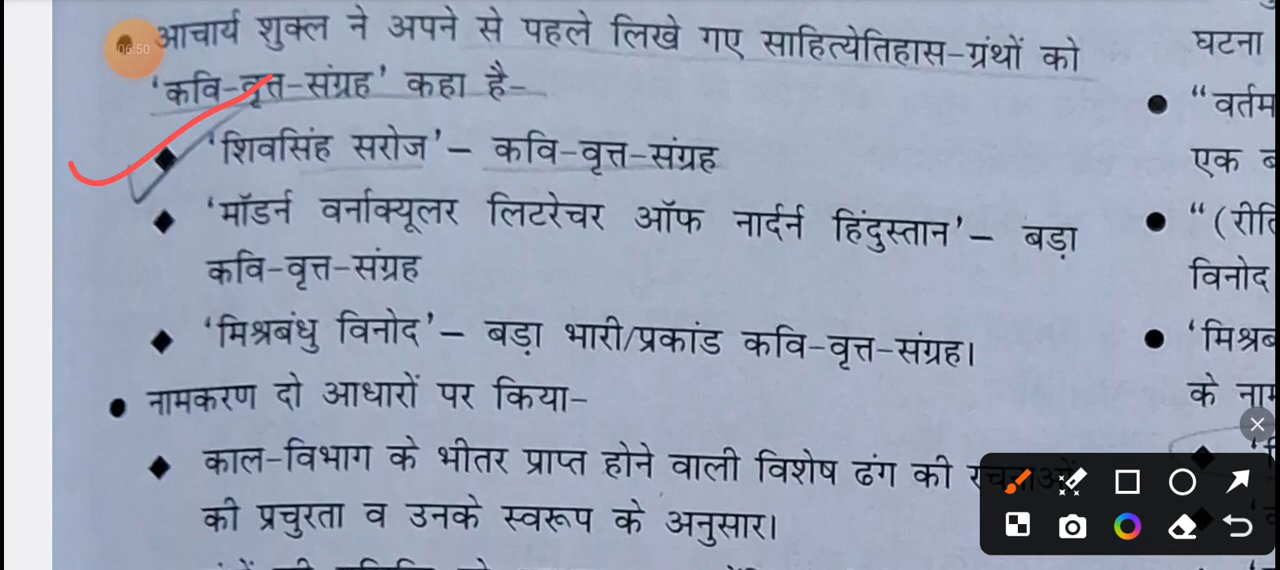 06:50
• आचार्य शुक्ल ने अपने से पहले लिखे गए साहित्येतिहास-ग्रंथों को
'कवि-वृत्त-संग्रह' कहा है-
◆ 'शिवसिंह सरोज' – कवि-वृत्त-संग्रह
◆ 'मॉडर्न वर्नाक्यूलर लिटरेचर ऑफ नार्दर्न हिंदुस्तान' – बड़ा
कवि-वृत्त-संग्रह
◆ 'मिश्रबंधु विनोद' – बड़ा भारी/प्रकांड कवि-वृत्त-संग्रह।
• नामकरण दो आधारों पर किया-
◆ काल-विभाग के भीतर प्राप्त होने वाली विशेष ढंग की रचनाओं
की प्रचुरता व उनके स्वरूप के अनुसार।
घटना
• "वर्तम
एक
• "(रीति
विनोद
• 'मिश्रब
के नाम